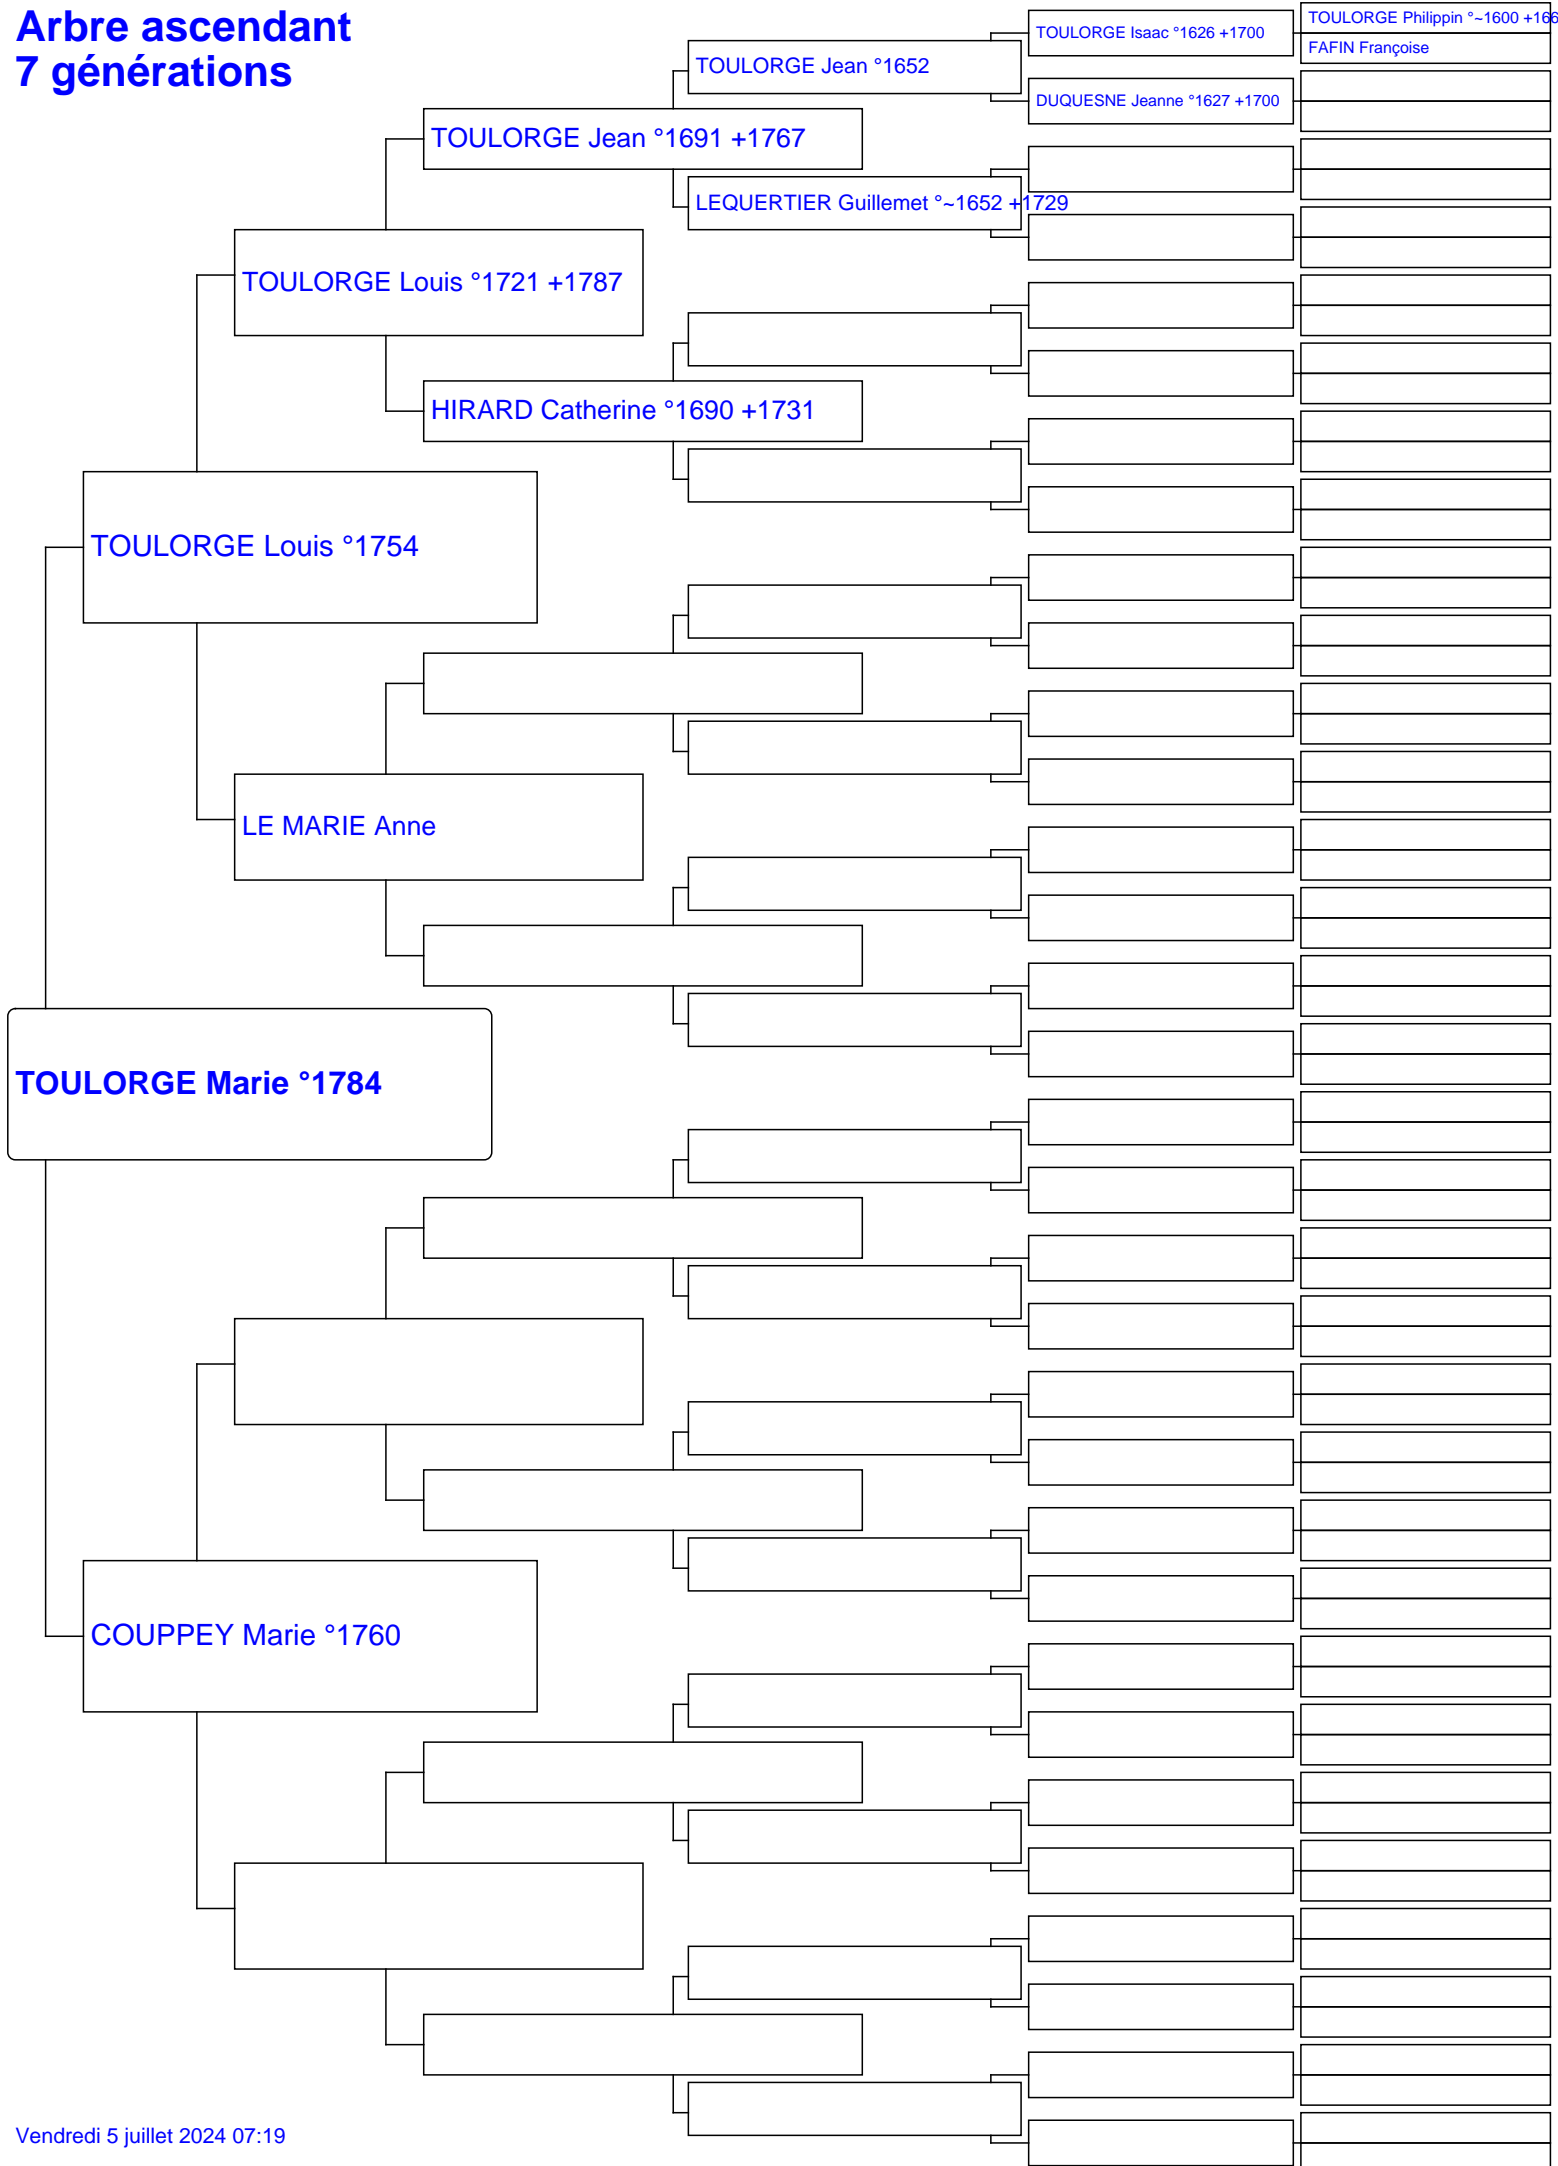 Arbre ascendant
7 générations
TOULORGE Philippin °~1600 +166
TOULORGE Isaac °1626 +1700
FAFIN Françoise
TOULORGE Jean °1652
DUQUESNE Jeanne °1627 +1700
TOULORGE Jean °1691 +1767
LEQUERTIER Guillemet °~1652 +1729
TOULORGE Louis °1721 +1787
HIRARD Catherine °1690 +1731
TOULORGE Louis °1754
LE MARIE Anne
TOULORGE Marie °1784
COUPPEY Marie °1760
Vendredi 5 juillet 2024 07:19